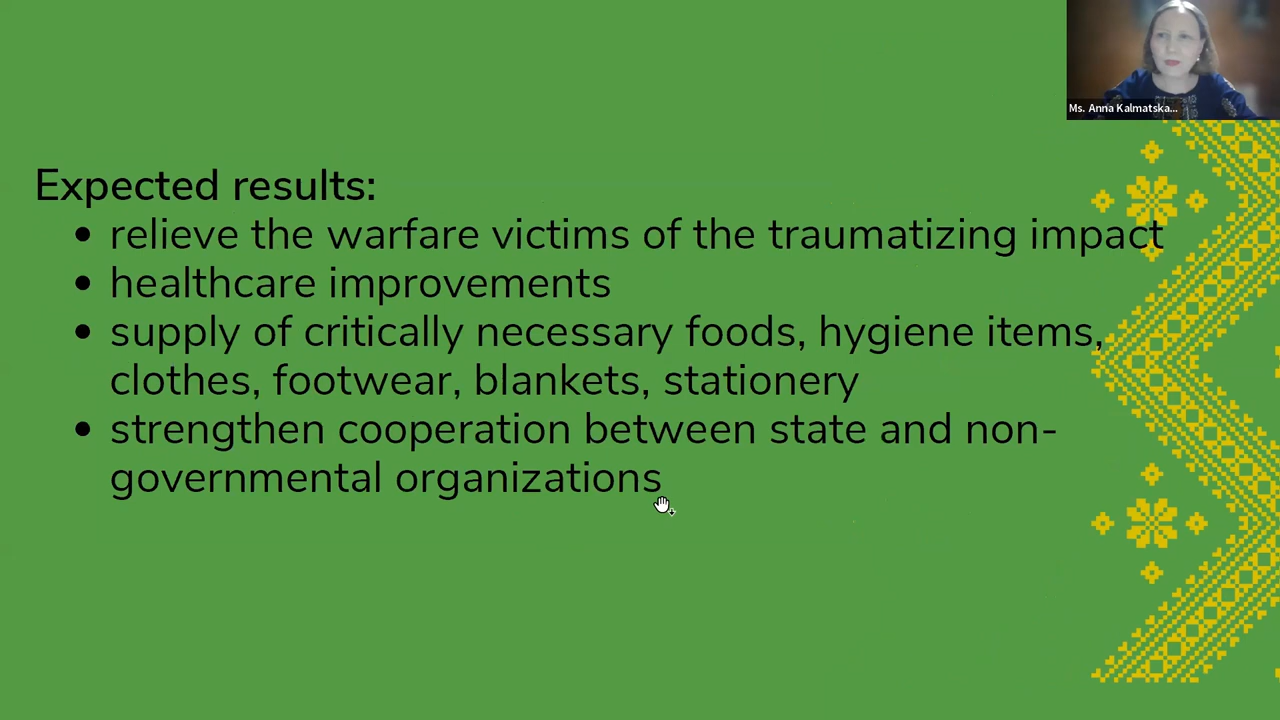 Ms. Anna Kalmatska...
Expected results:
• relieve the warfare victims of the traumatizing impact
• healthcare improvements
• supply of critically necessary foods, hygiene items,
clothes, footwear, blankets, stationery
• strengthen cooperation between state and non-
governmental organizations